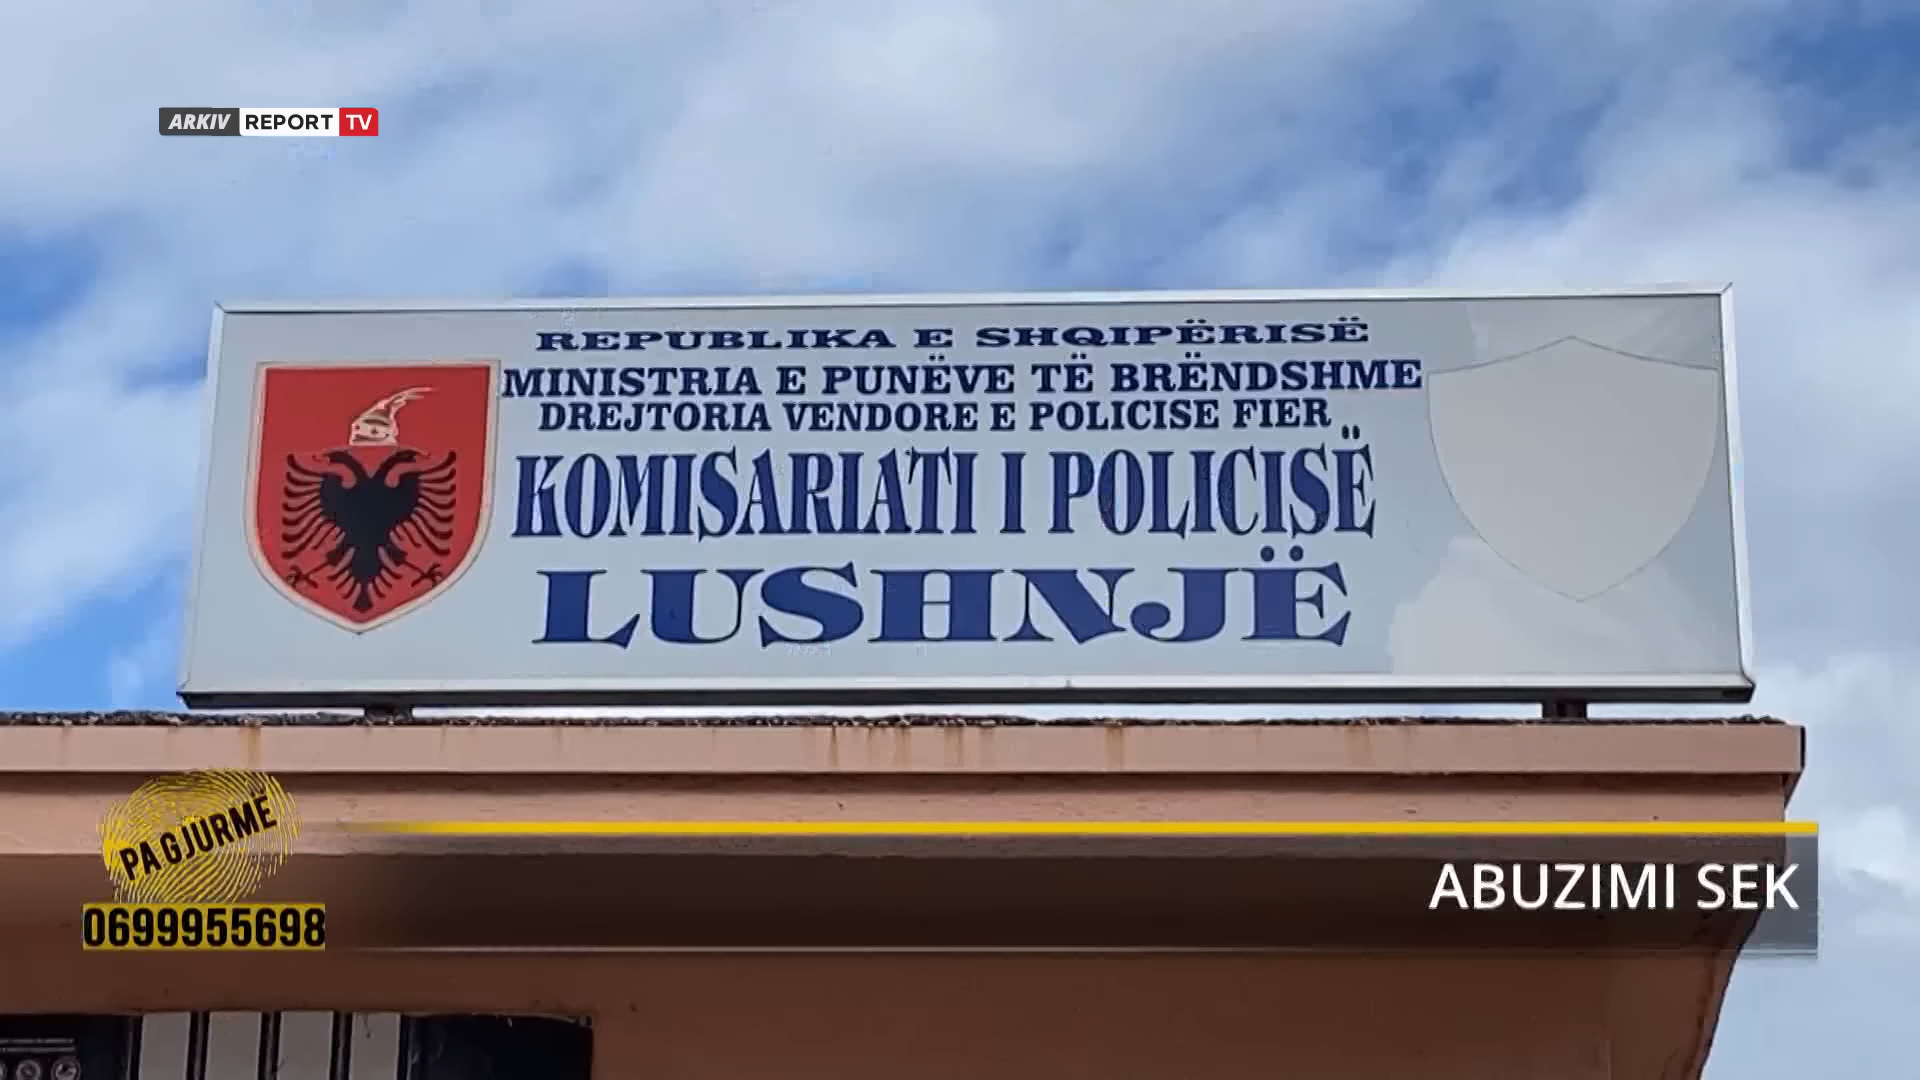 ARKIV REPORT TV
REPUBLIKA E SHQIPËRISË
MINISTRIA E PUNËVE TË BRËNDSHME
DREJTORIA VENDORE E POLICISE FIER
KOMISARIATI I POLICISË
LUSHNJË
PA GJURMË
0699955698
ABUZIMI SEK